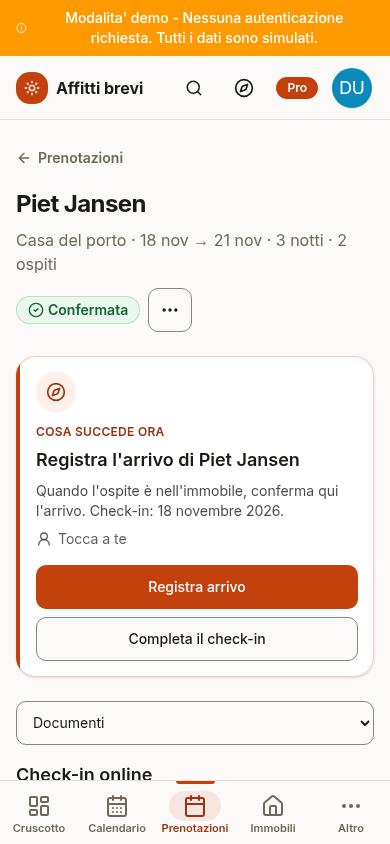 Modalita' demo - Nessuna autenticazione
richiesta. Tutti i dati sono simulati.
Affitti brevi
Pro
DU
Prenotazioni
Piet Jansen
Casa del porto · 18 nov → 21 nov · 3 notti · 2
ospiti
Confermata
COSA SUCCEDE ORA
Registra l'arrivo di Piet Jansen
Quando l'ospite è nell'immobile, conferma qui
l'arrivo. Check-in: 18 novembre 2026.
Tocca a te
Registra arrivo
Completa il check-in
Documenti
Check-in online
Cruscotto
Calendario
Prenotazioni
Immobili
Altro